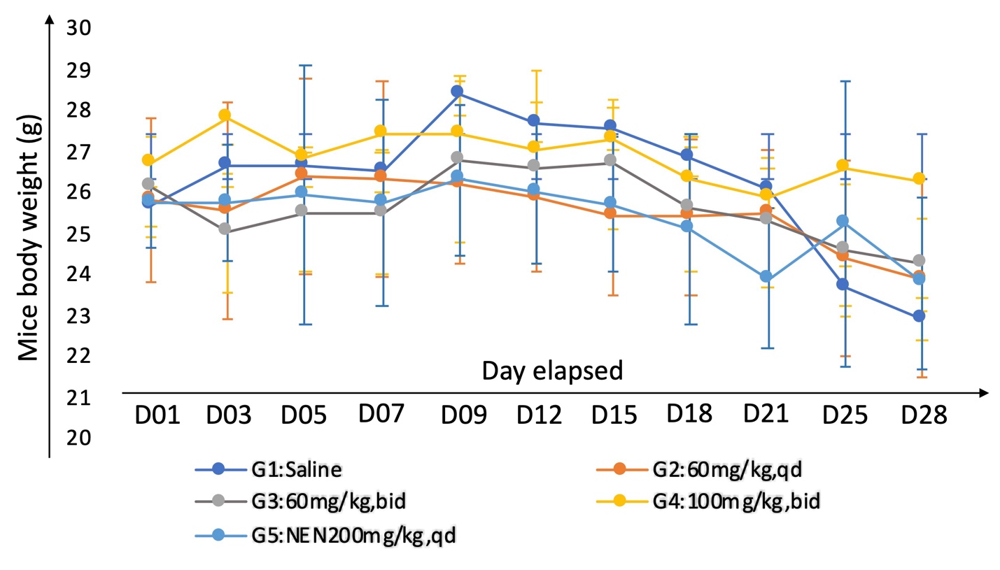 30
29
28
27
26
25
24
23
22
21
20
Mice body weight (g)
Day elapsed
D01 D03 D05 D07 D09 D12 D15 D18 D21 D25 D28
G1:Saline
G2:60mg/kg,qd
G3:60mg/kg,bid
G4:100mg/kg,bid
G5:NEN200mg/kg,qd